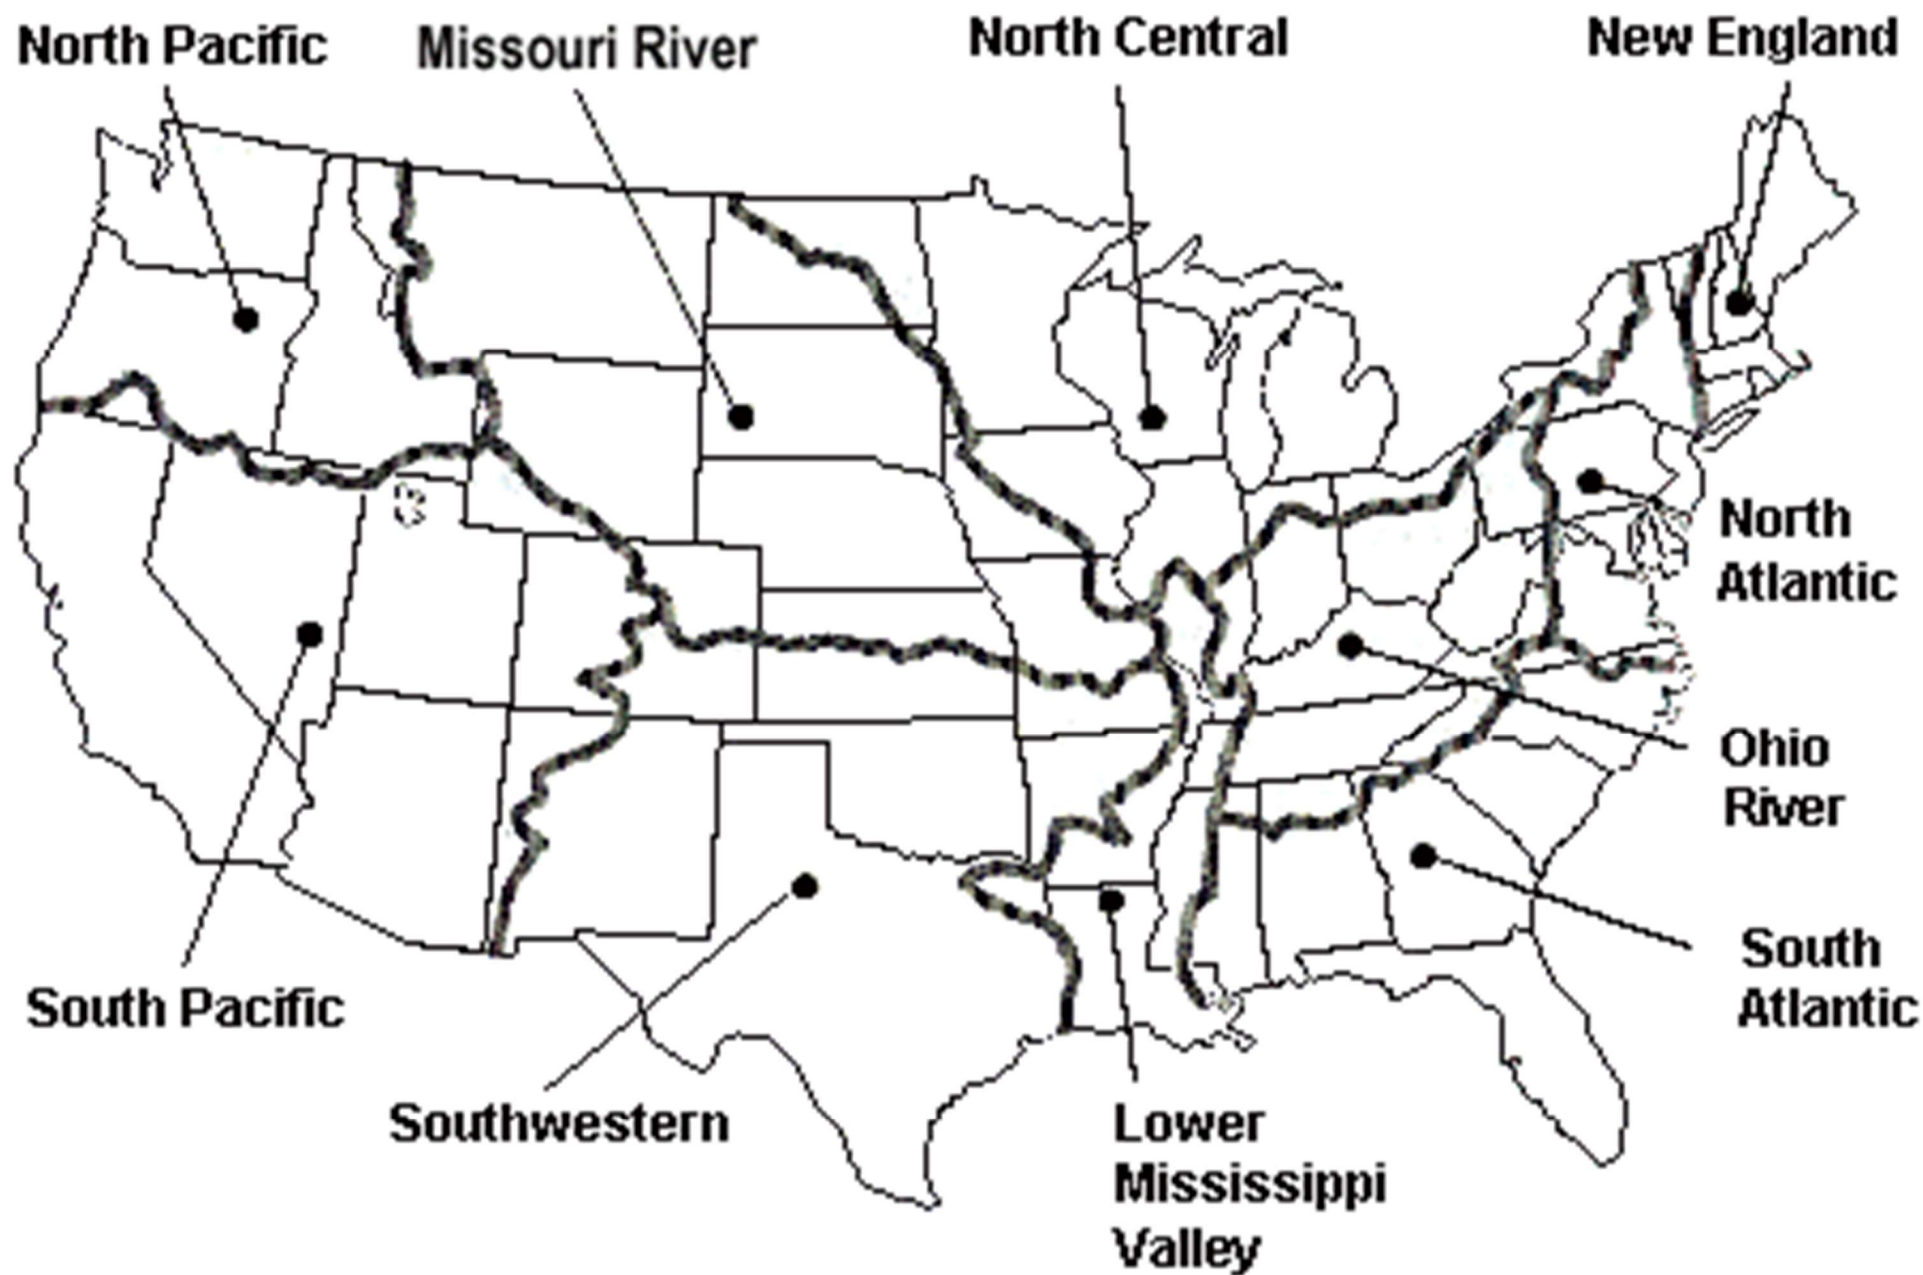 North Pacific
Missouri River
North Central
New England
North
Atlantic
Ohio
River
South
Atlantic
South Pacific
Southwestern
Lower
Mississippi
Valley